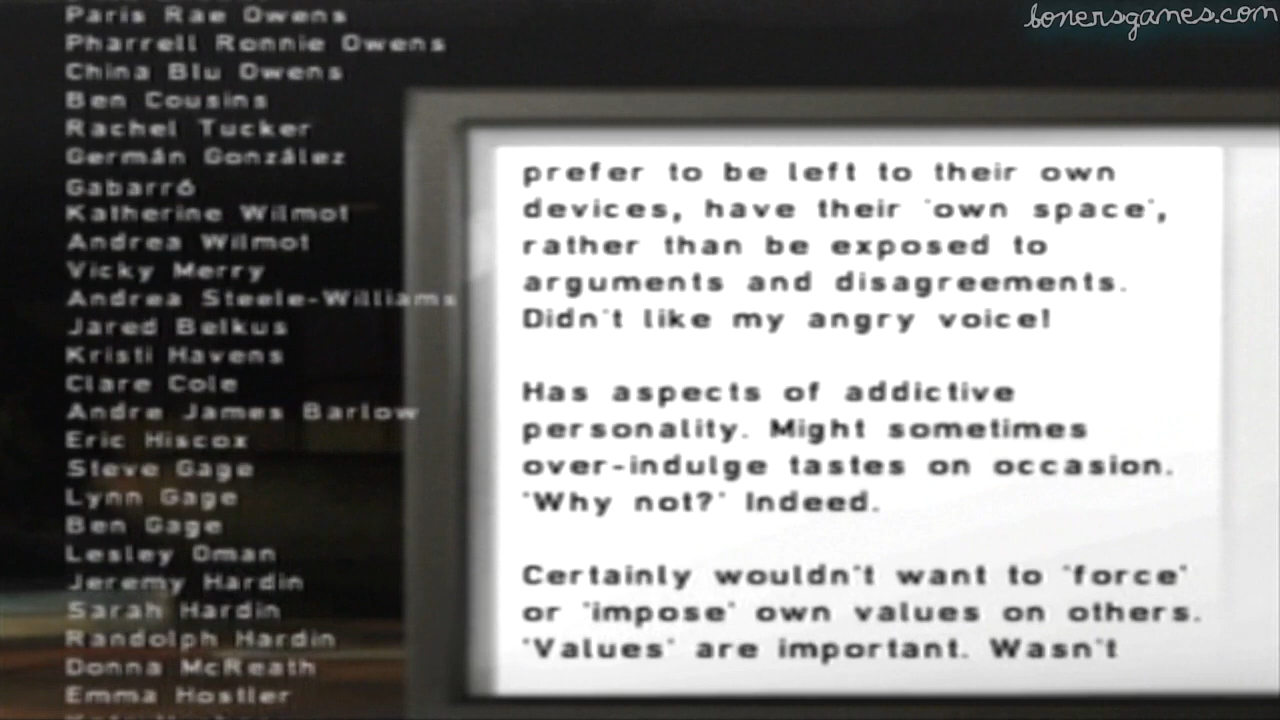 bonersgames.com
Paris Rae Owens
Pharrell Ronnie Owens
China Blu Owens
Ben Cousins
Rachel Tucker
Germán González
Gabarró
Katherine Wilmot
Andrea Wilmot
Vicky Merry
Andrea Steele-Williams
Jared Belkus
Kristi Havens
Clare Cole
Andre James Barlow
Eric Hiscox
Steve Gage
Lynn Gage
Ben Gage
Lesley Oman
Jeremy Hardin
Sarah Hardin
Randolph Hardin
Donna McReath
Emma Hostler
prefer to be left to their own
devices, have their 'own space',
rather than be exposed to
arguments and disagreements.
Didn't like my angry voice!
Has aspects of addictive
personality. Might sometimes
over-indulge tastes on occasion.
'Why not?' Indeed.
Certainly wouldn't want to 'force'
or 'impose' own values on others.
'Values' are important. Wasn't